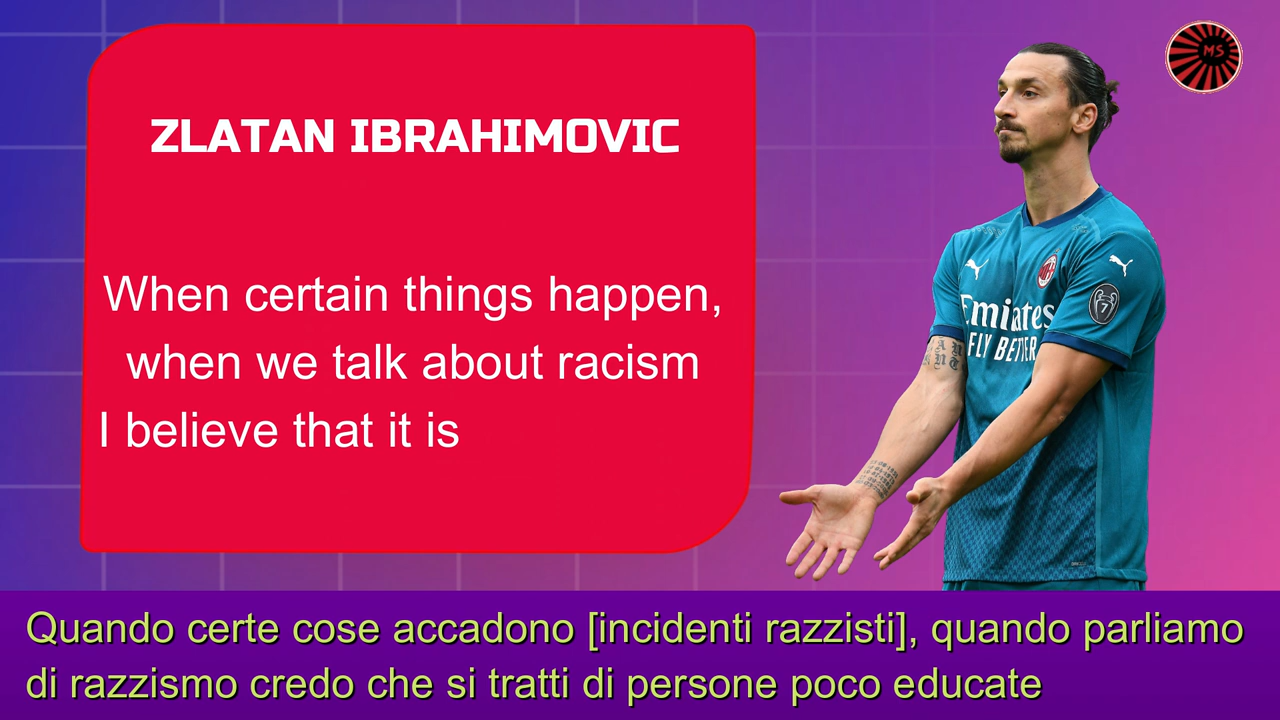 MS
ZLATAN IBRAHIMOVIC
When certain things happen,
when we talk about racism
I believe that it is
7
Emirates
FLY BETTER
Quando certe cose accadono [incidenti razzisti], quando parliamo
di razzismo credo che si tratti di persone poco educate